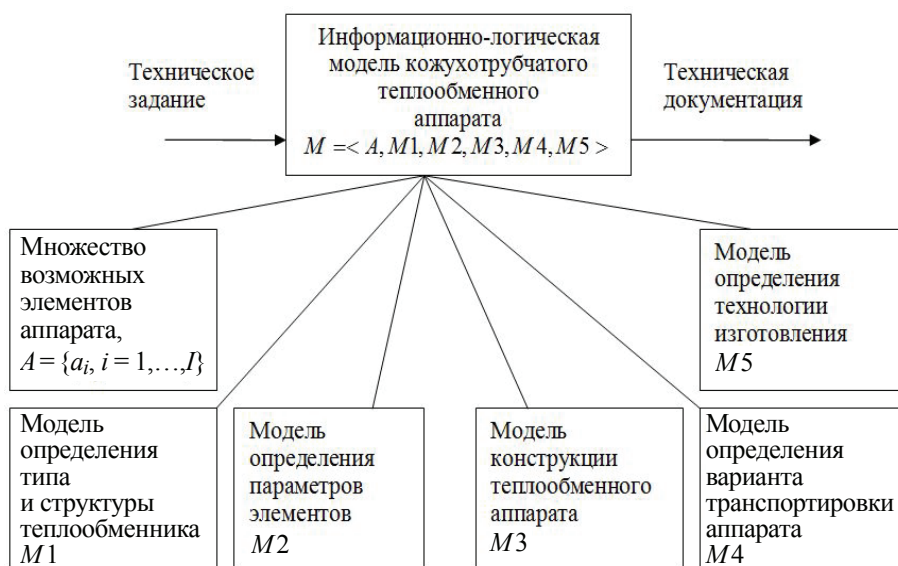 Информационно-логическая
модель кожухотрубчатого
теплообменного
аппарата
M =< A, M1, M2, M3, M4, M5 >
Техническое
задание
Техническая
документация
Множество
возможных
элементов
аппарата,
A = {a_i, i = 1,…,I}
Модель
определения
технологии
изготовления
M5
Модель
определения
типа
и структуры
теплообменника
M1
Модель
определения
параметров
элементов
M2
Модель
конструкции
теплообменного
аппарата
M3
Модель
определения
варианта
транспортировки
аппарата
M4